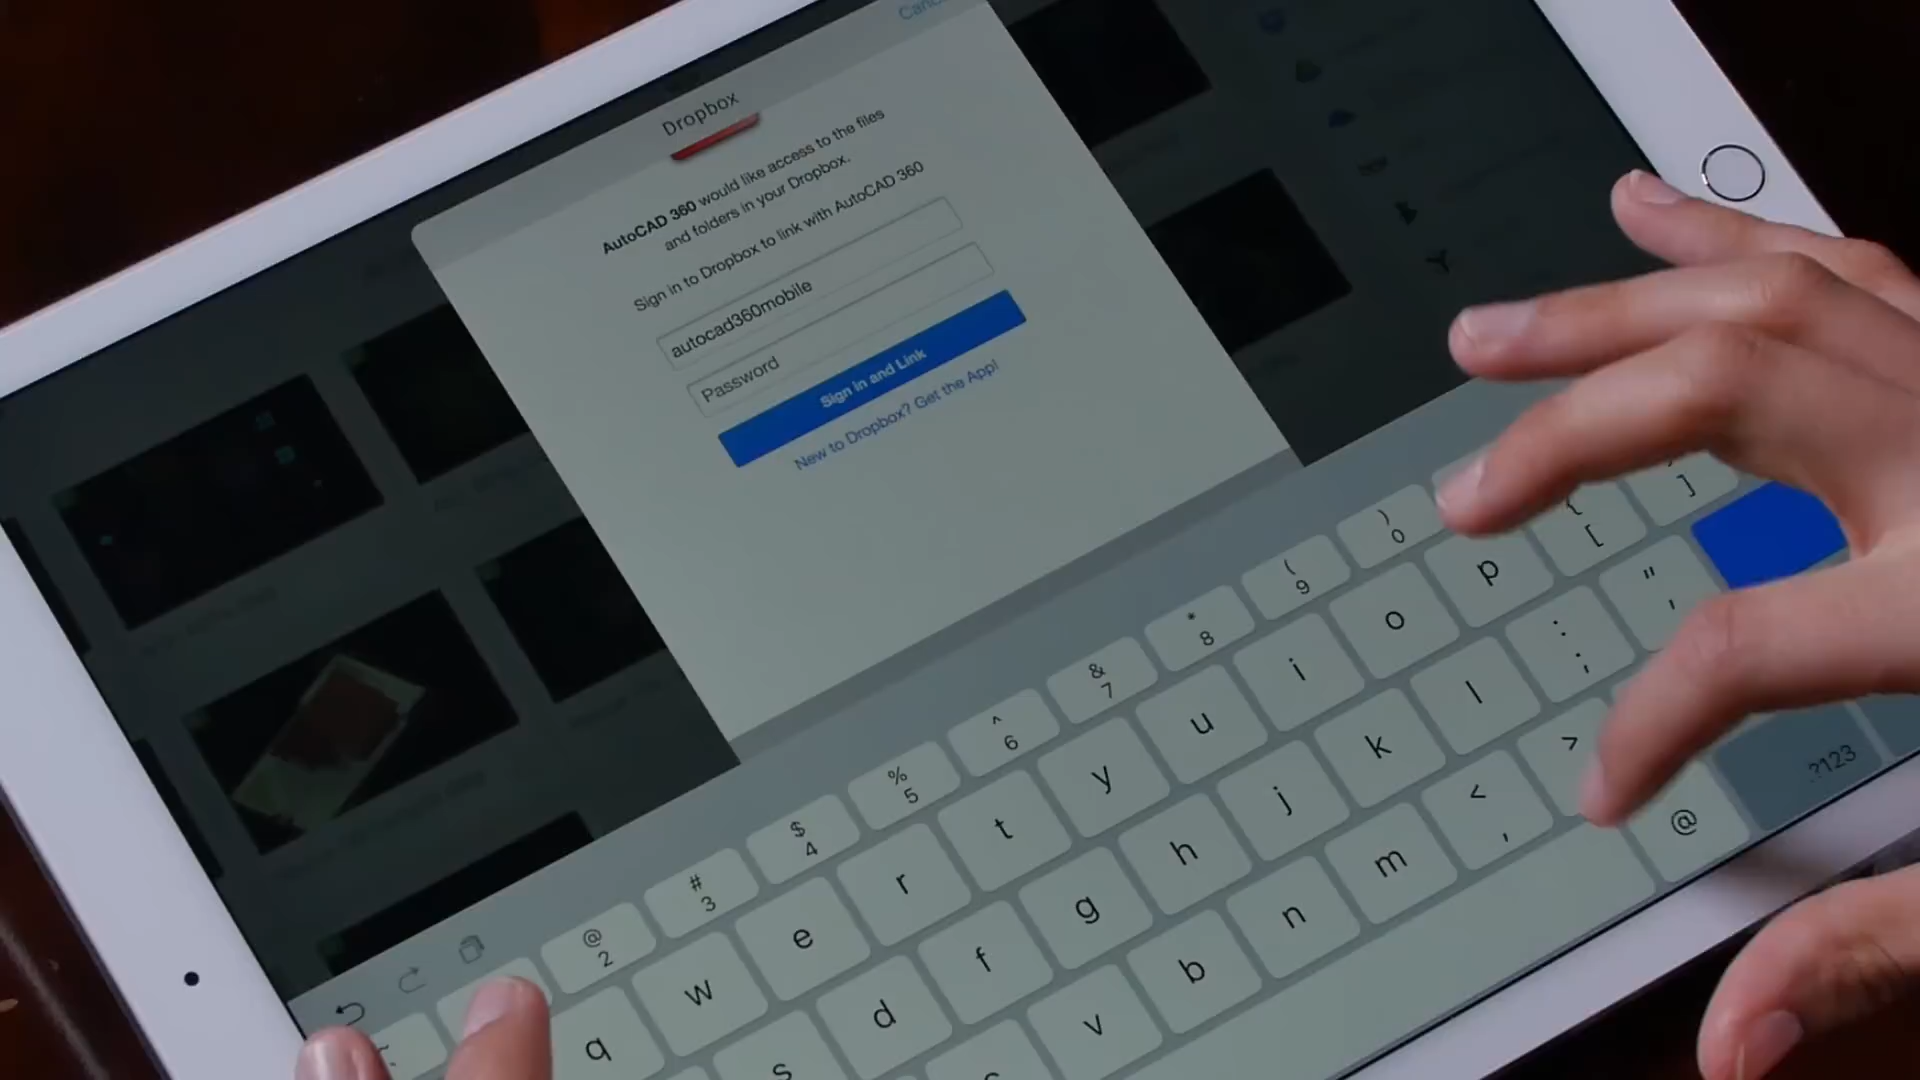 Dropbox
AutoCAD 360 would like access to the files
and folders in your Dropbox.
Sign in to Dropbox to link with AutoCAD 360
autocad360mobile
Password
Sign in and Link
New to Dropbox? Get the App!
@ # $ % ^ & * ( ) {
2 3 4 5 6 7 8 9 0 [ ]
q w e r t y u i o p
" '
s d f g h j k l : ;
v b n m < , >
@ ?123